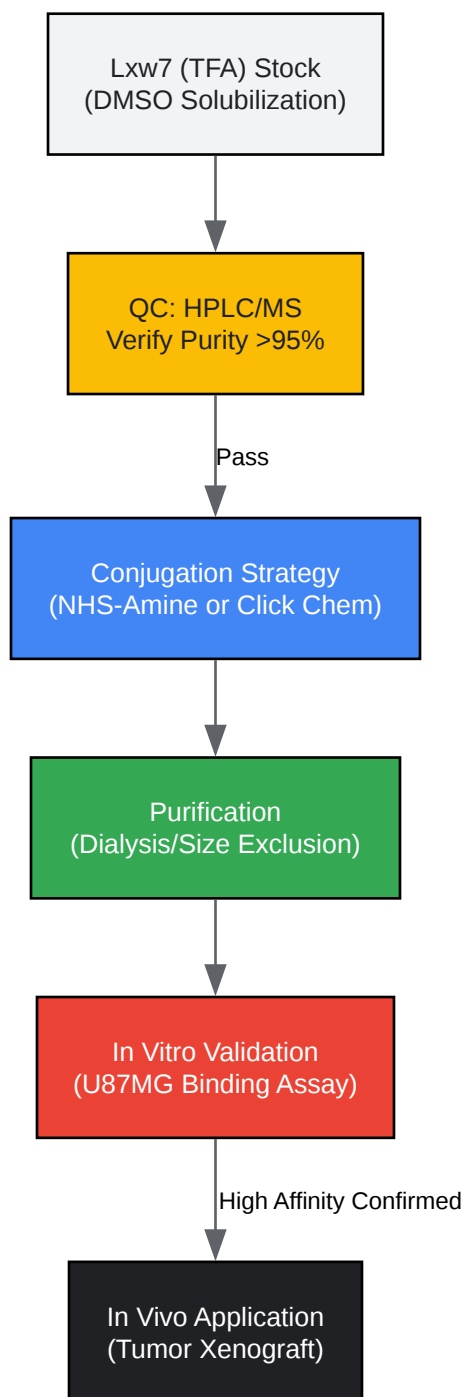 Lxw7 (TFA) Stock
(DMSO Solubilization)
QC: HPLC/MS
Verify Purity >95%
Pass
Conjugation Strategy
(NHS-Amine or Click Chem)
Purification
(Dialysis/Size Exclusion)
In Vitro Validation
(U87MG Binding Assay)
High Affinity Confirmed
In Vivo Application
(Tumor Xenograft)